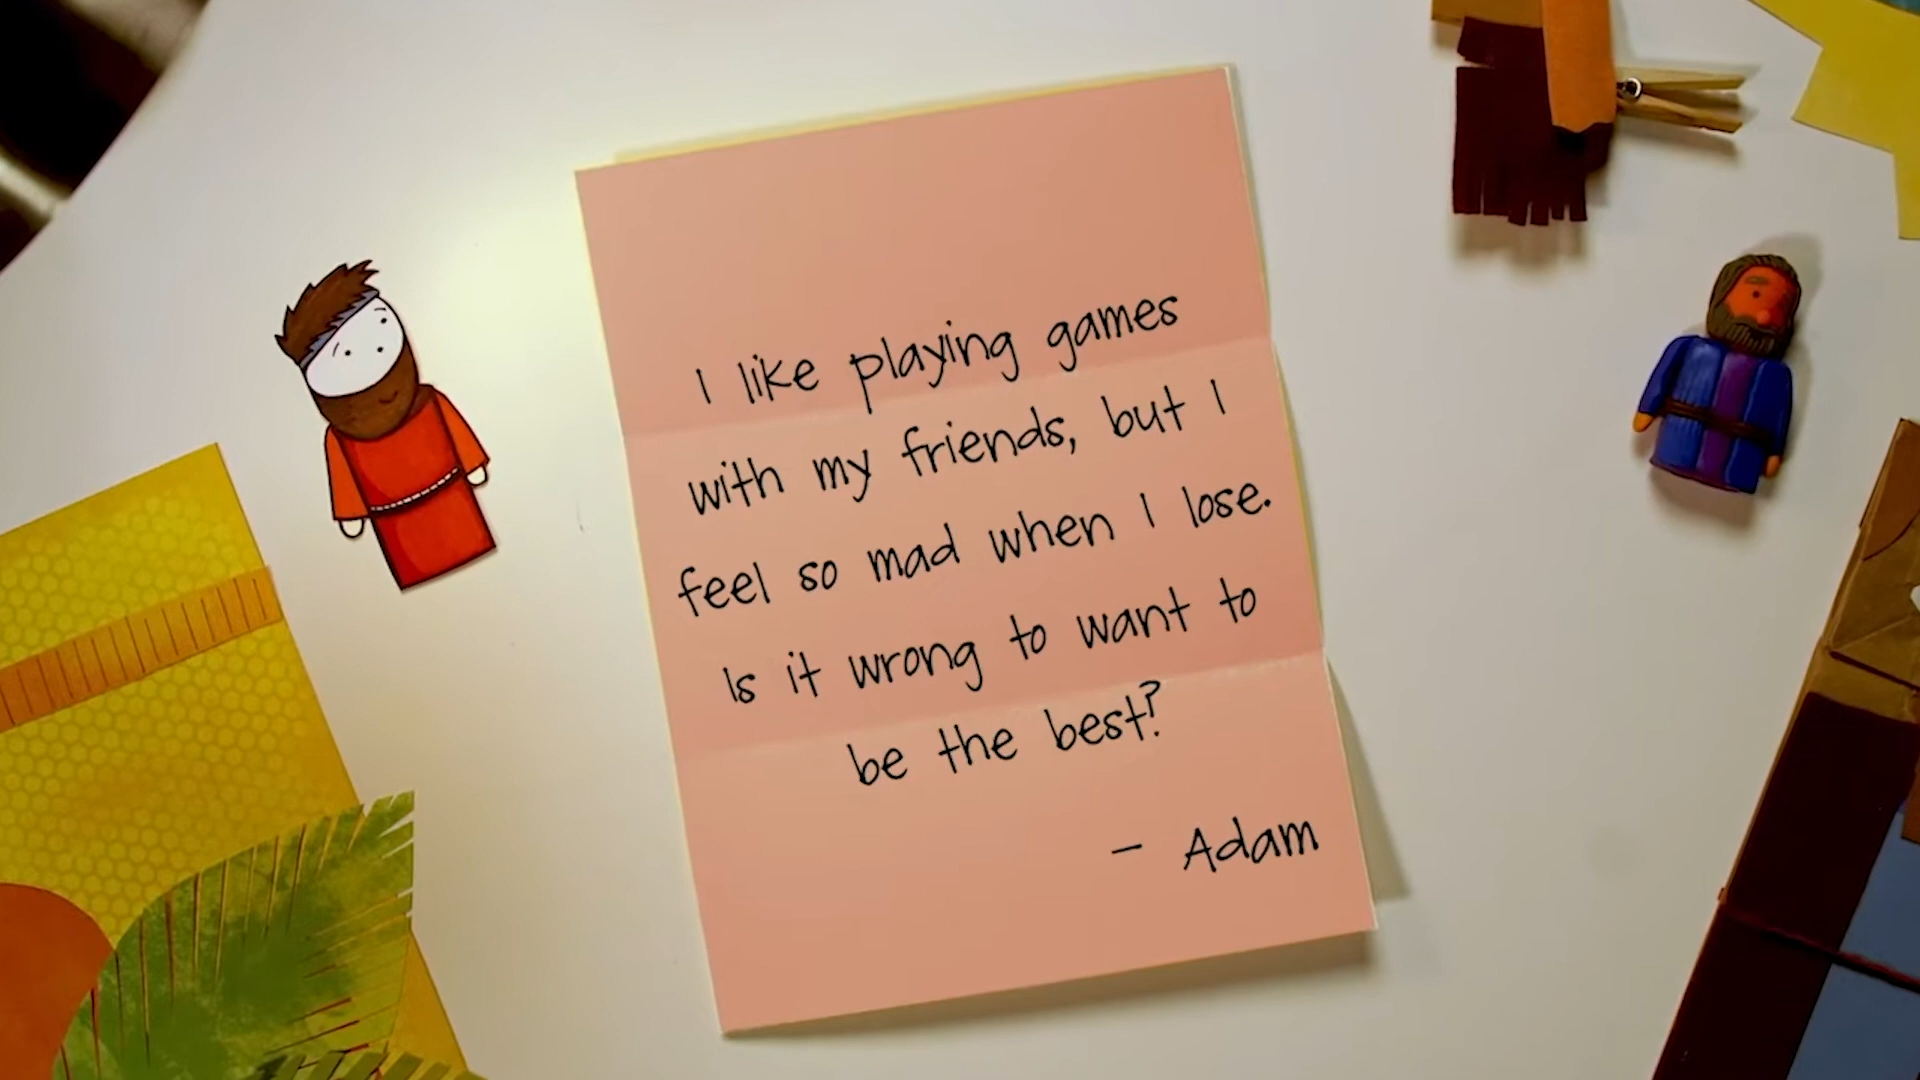 I like playing games
with my friends, but I
feel so mad when I lose.
Is it wrong to want to
be the best?
- Adam